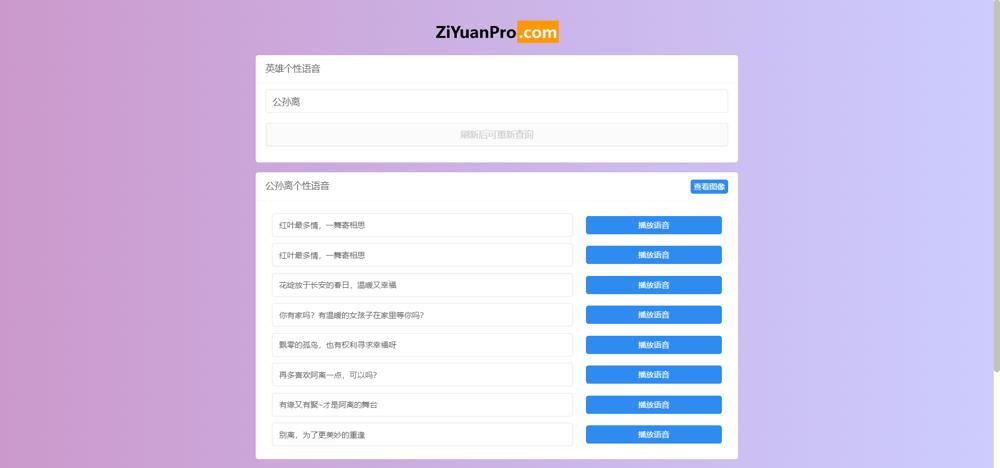 ZiYuanPro.com
英雄个性语音
公孙离
刷新后可重新查询
公孙离个性语音 查看图像
红叶最多情，一舞寄相思 播放语音
红叶最多情，一舞寄相思 播放语音
花绽放于长安的春日，温暖又幸福 播放语音
你有家吗？有温暖的女孩子在家里等你吗？ 播放语音
飘零的孤鸟，也有权利寻求幸福呀 播放语音
再多喜欢阿离一点，可以吗？ 播放语音
有缘又有聚~才是阿离的舞台 播放语音
别离，为了更美妙的重逢 播放语音